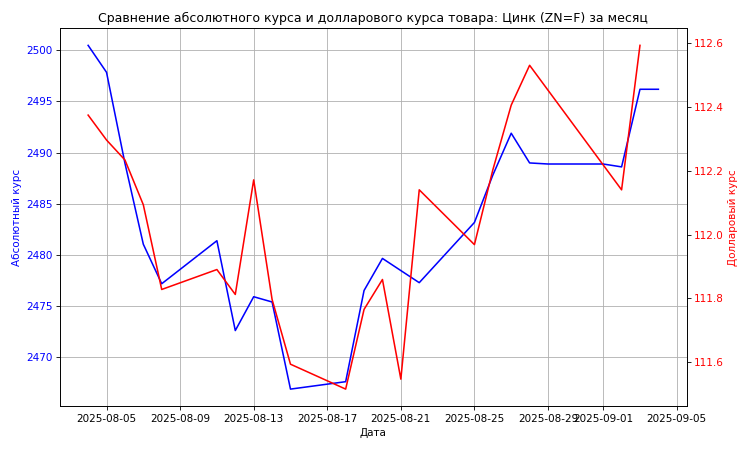 Сравнение абсолютного курса и долларового курса товара: Цинк (ZN=F) за месяц
2500
2495
2490
2485
2480
2475
2470
Абсолютный курс
112.6
112.4
112.2
112.0
111.8
111.6
Долларовый курс
2025-08-05 2025-08-09 2025-08-13 2025-08-17 2025-08-21 2025-08-25 2025-08-29 2025-09-01 2025-09-05
Дата